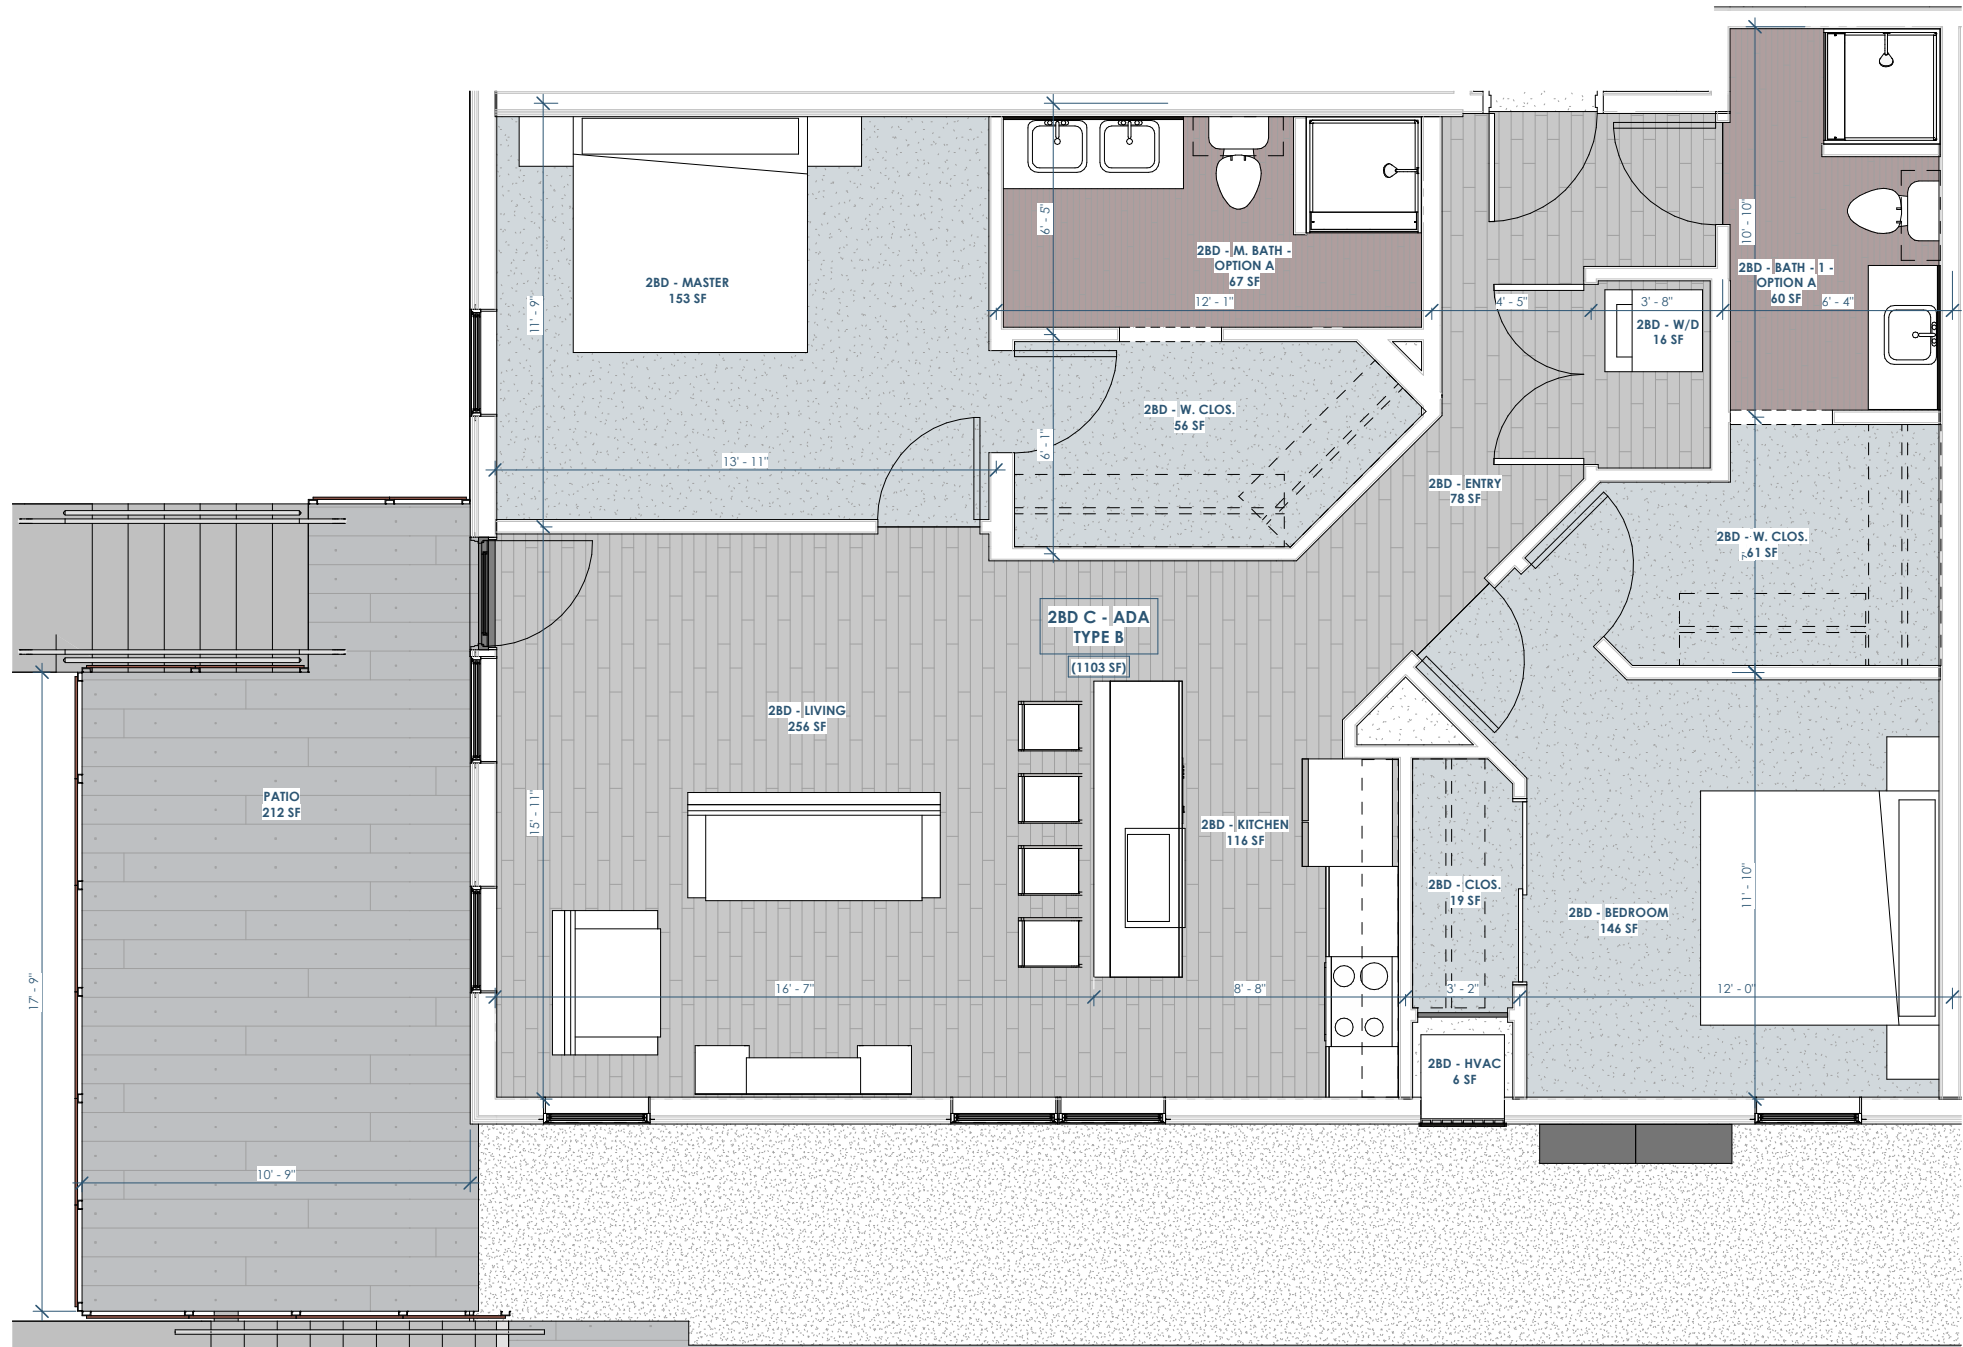 2BD - MASTER
153 SF
11' - 9"
13' - 11"
6' - 5"
2BD - M. BATH -
OPTION A
67 SF
12' - 1"
4' - 5"
3' - 8"
2BD - W/D
16 SF
10' - 10"
2BD - BATH - 1 -
OPTION A
60 SF
6' - 4"
2BD - W. CLOS.
56 SF
6' - 1"
2BD - ENTRY
78 SF
2BD - W. CLOS.
61 SF
2BD C - ADA
TYPE B
(1103 SF)
2BD - LIVING
256 SF
15' - 11"
16' - 7"
2BD - KITCHEN
116 SF
8' - 8"
2BD - CLOS.
19 SF
3' - 2"
2BD - BEDROOM
146 SF
11' - 10"
12' - 0"
2BD - HVAC
6 SF
PATIO
212 SF
17' - 9"
10' - 9"